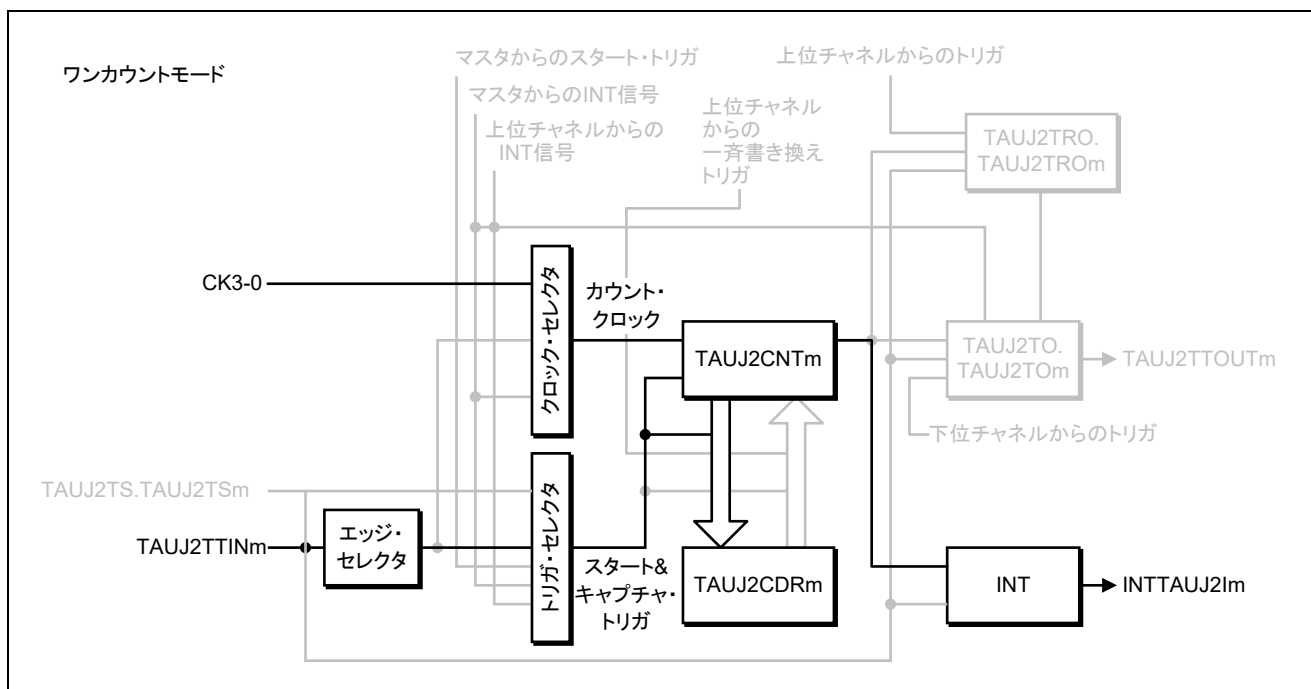 ワンカウントモード
マスタからのスタート・トリガ
マスタからのINT信号
上位チャネルからの
INT信号
上位チャネル
からの
一斉書き換え
トリガ
上位チャネルからのトリガ
TAUJ2TRO.
TAUJ2TROm
CK3-0
クロック・セレクタ
カウント・
クロック
TAUJ2CNTm
TAUJ2TO.
TAUJ2TOm
TAUJ2TTOUTm
下位チャネルからのトリガ
TAUJ2TS.TAUJ2TSm
TAUJ2TTINm
エッジ・
セレクタ
トリガ・セレクタ
スタート&
キャプチャ・
トリガ
TAUJ2CDRm
INT
INTTAUJ2Im